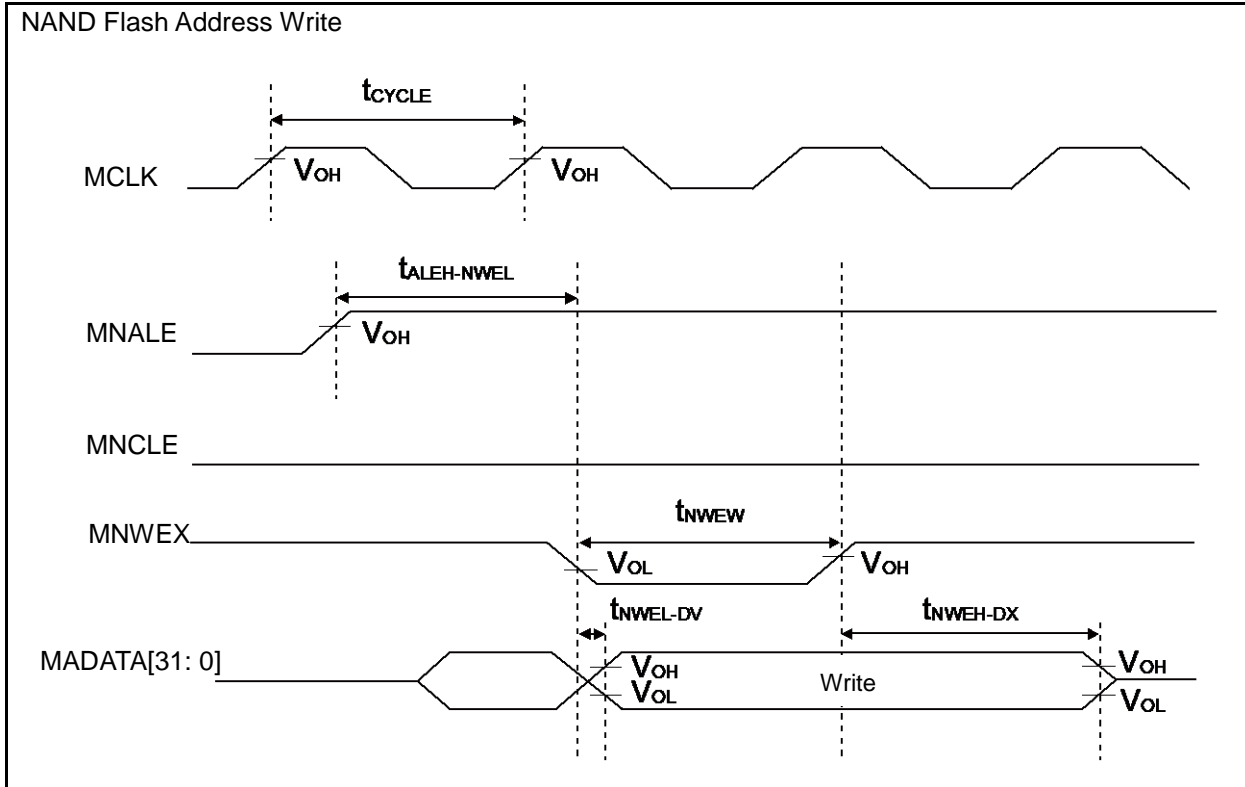 NAND Flash Address Write
tCYCLE
MCLK
VOH
VOH
tALEH-NWEL
MNALE
VOH
MNCLE
tNWEW
MNWEX
VOL
VOH
tNWEL-DV
tNWEH-DX
MADATA[31: 0]
VOH
VOL
Write
VOH
VOL